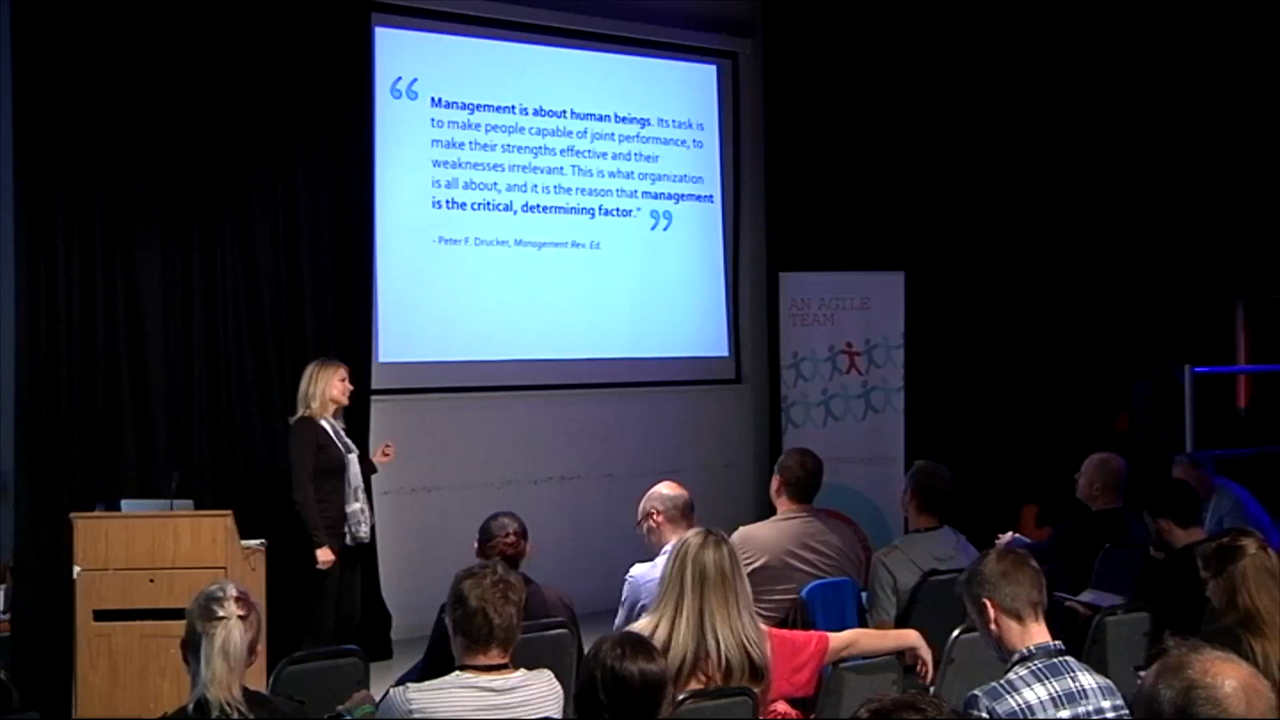 “ Management is about human beings. Its task is
to make people capable of joint performance, to
make their strengths effective and their
weaknesses irrelevant. This is what organization
is all about, and it is the reason that management
is the critical, determining factor." ”
- Peter F. Drucker, Management Rev. Ed.
AN AGILE
TEAM